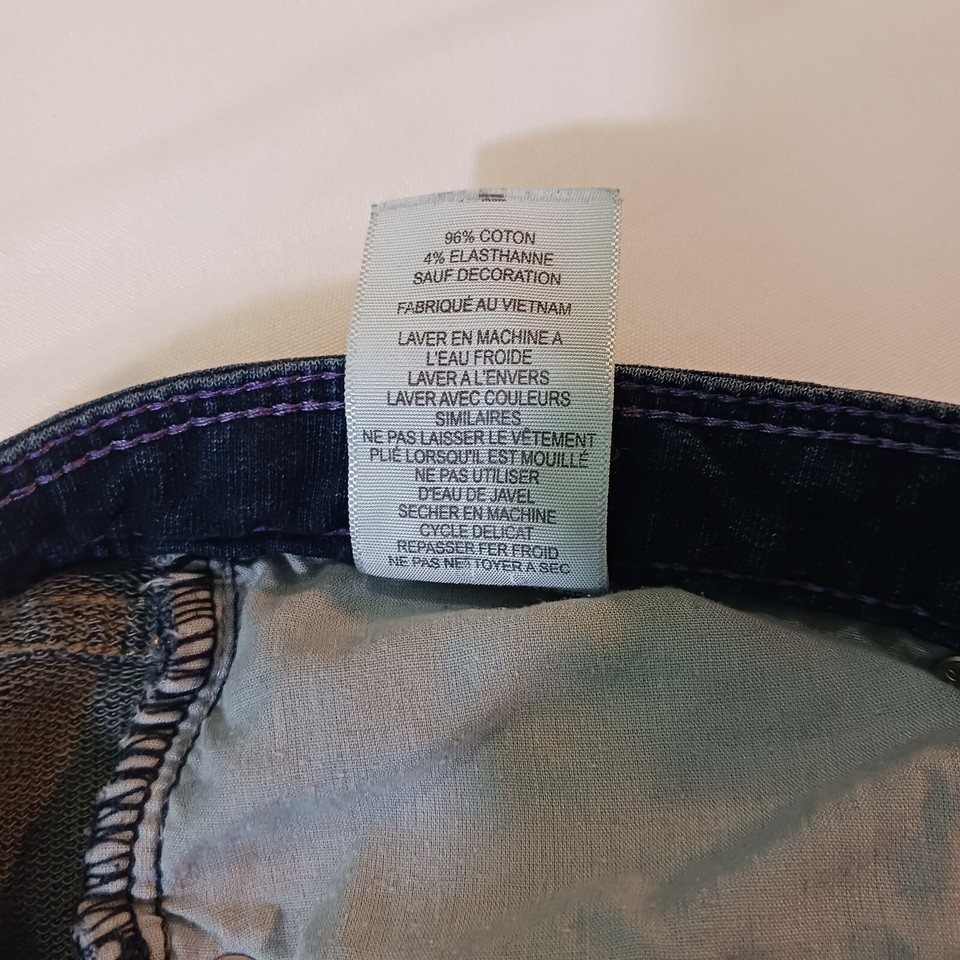 96% COTON
4% ELASTHANNE
SAUF DECORATION
FABRIQUÉ AU VIETNAM
LAVER EN MACHINE A
L'EAU FROIDE
LAVER A L'ENVERS
LAVER AVEC COULEURS
SIMILAIRES
NE PAS LAISSER LE VÊTEMENT
PLIÉ LORSQU'IL EST MOUILLÉ
NE PAS UTILISER
D'EAU DE JAVEL
SECHER EN MACHINE
CYCLE DELICAT
REPASSER FER FROID
NE PAS NETTOYER A SEC